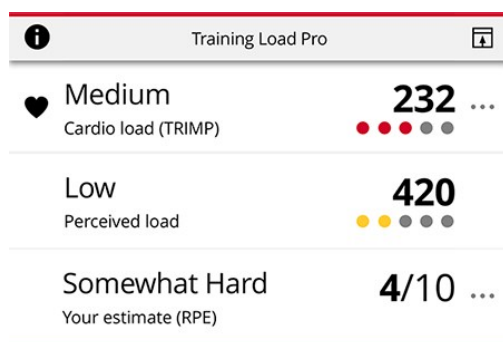 Training Load Pro
Medium 232
Cardio load (TRIMP)
Low 420
Perceived load
Somewhat Hard 4/10
Your estimate (RPE)